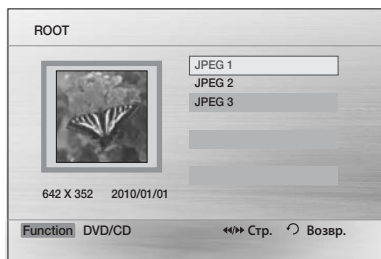 ROOT
JPEG 1
JPEG 2
JPEG 3
642 X 352 2010/01/01
Function DVD/CD Стр. Возвр.